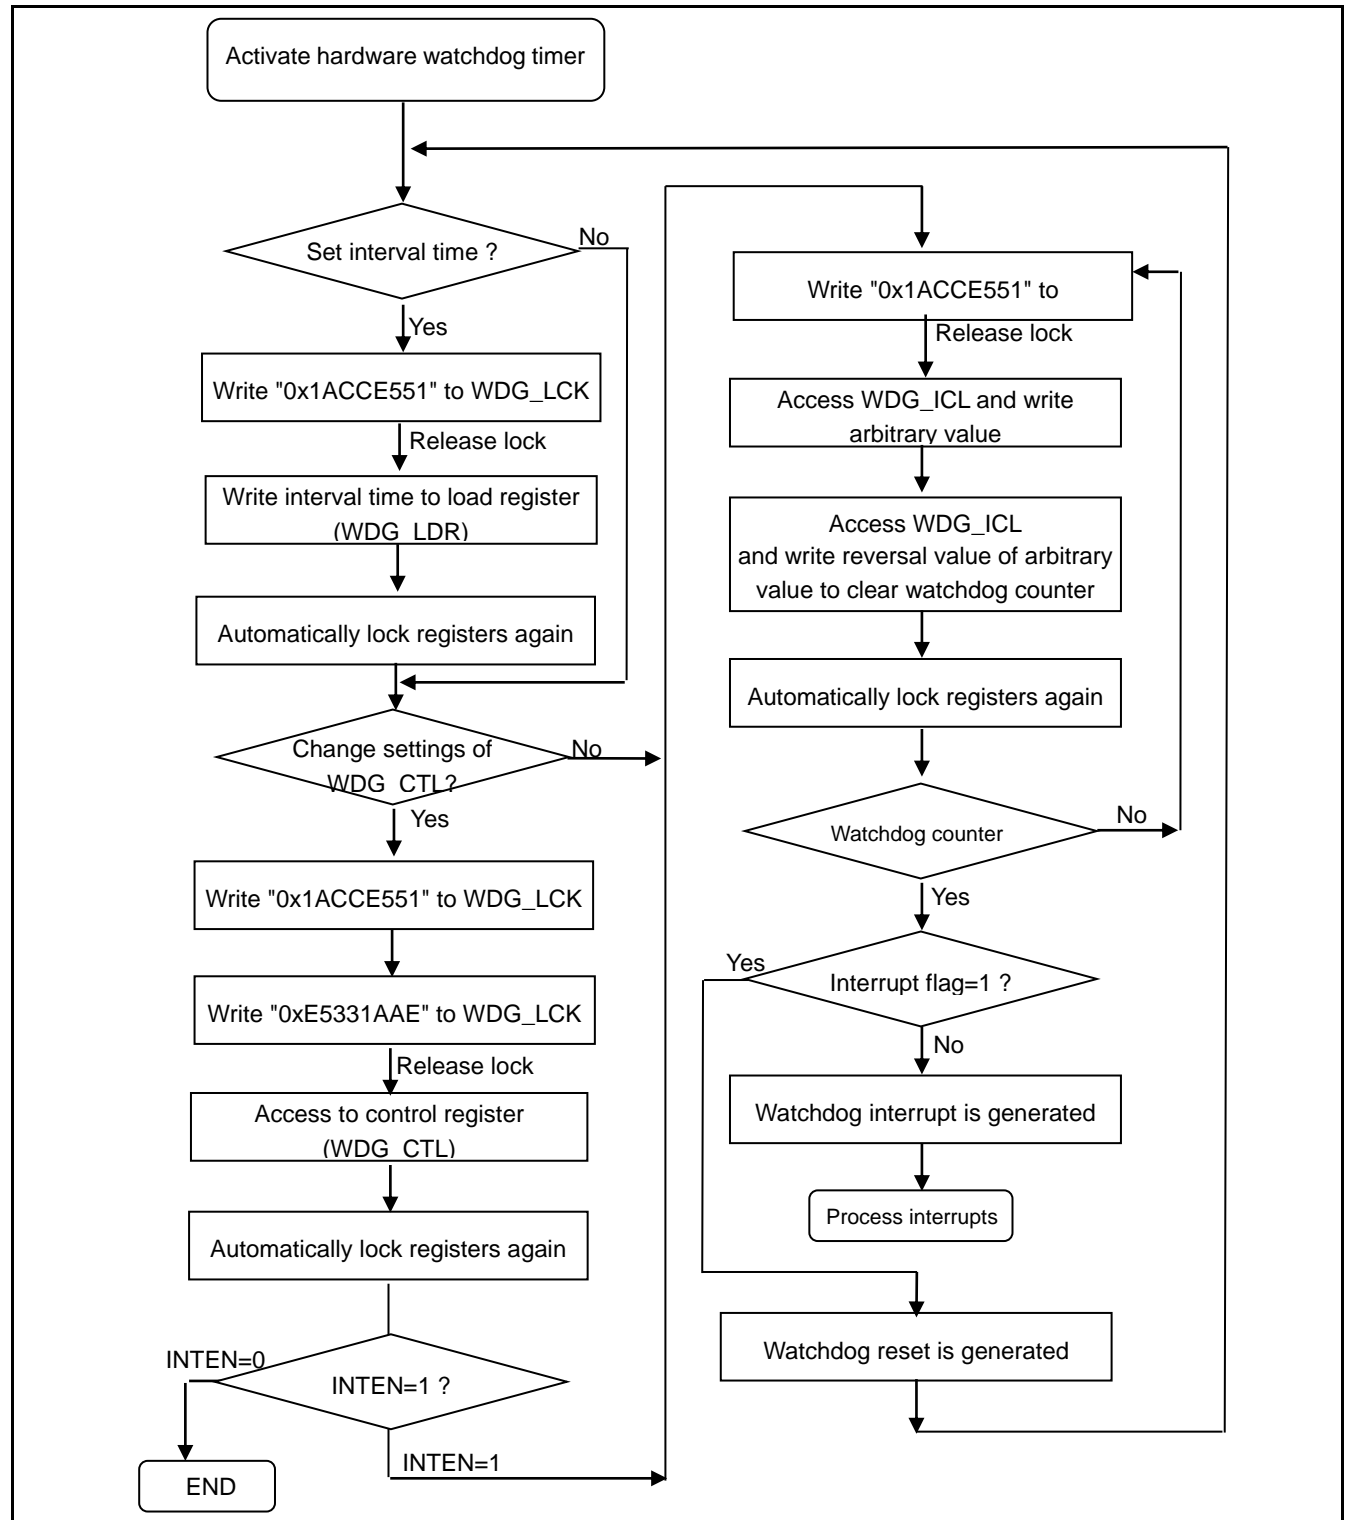 Activate hardware watchdog timer
Set interval time ?
No
Yes
Write "0x1ACCE551" to WDG_LCK
Release lock
Write interval time to load register
(WDG_LDR)
Automatically lock registers again
Change settings of
WDG_CTL?
No
Yes
Write "0x1ACCE551" to WDG_LCK
Write "0xE5331AAE" to WDG_LCK
Release lock
Access to control register
(WDG_CTL)
Automatically lock registers again
INTEN=0
INTEN=1 ?
INTEN=1
END
Write "0x1ACCE551" to
Release lock
Access WDG_ICL and write
arbitrary value
Access WDG_ICL
and write reversal value of arbitrary
value to clear watchdog counter
Automatically lock registers again
Watchdog counter
No
Yes
Yes
Interrupt flag=1 ?
No
Watchdog interrupt is generated
Process interrupts
Watchdog reset is generated